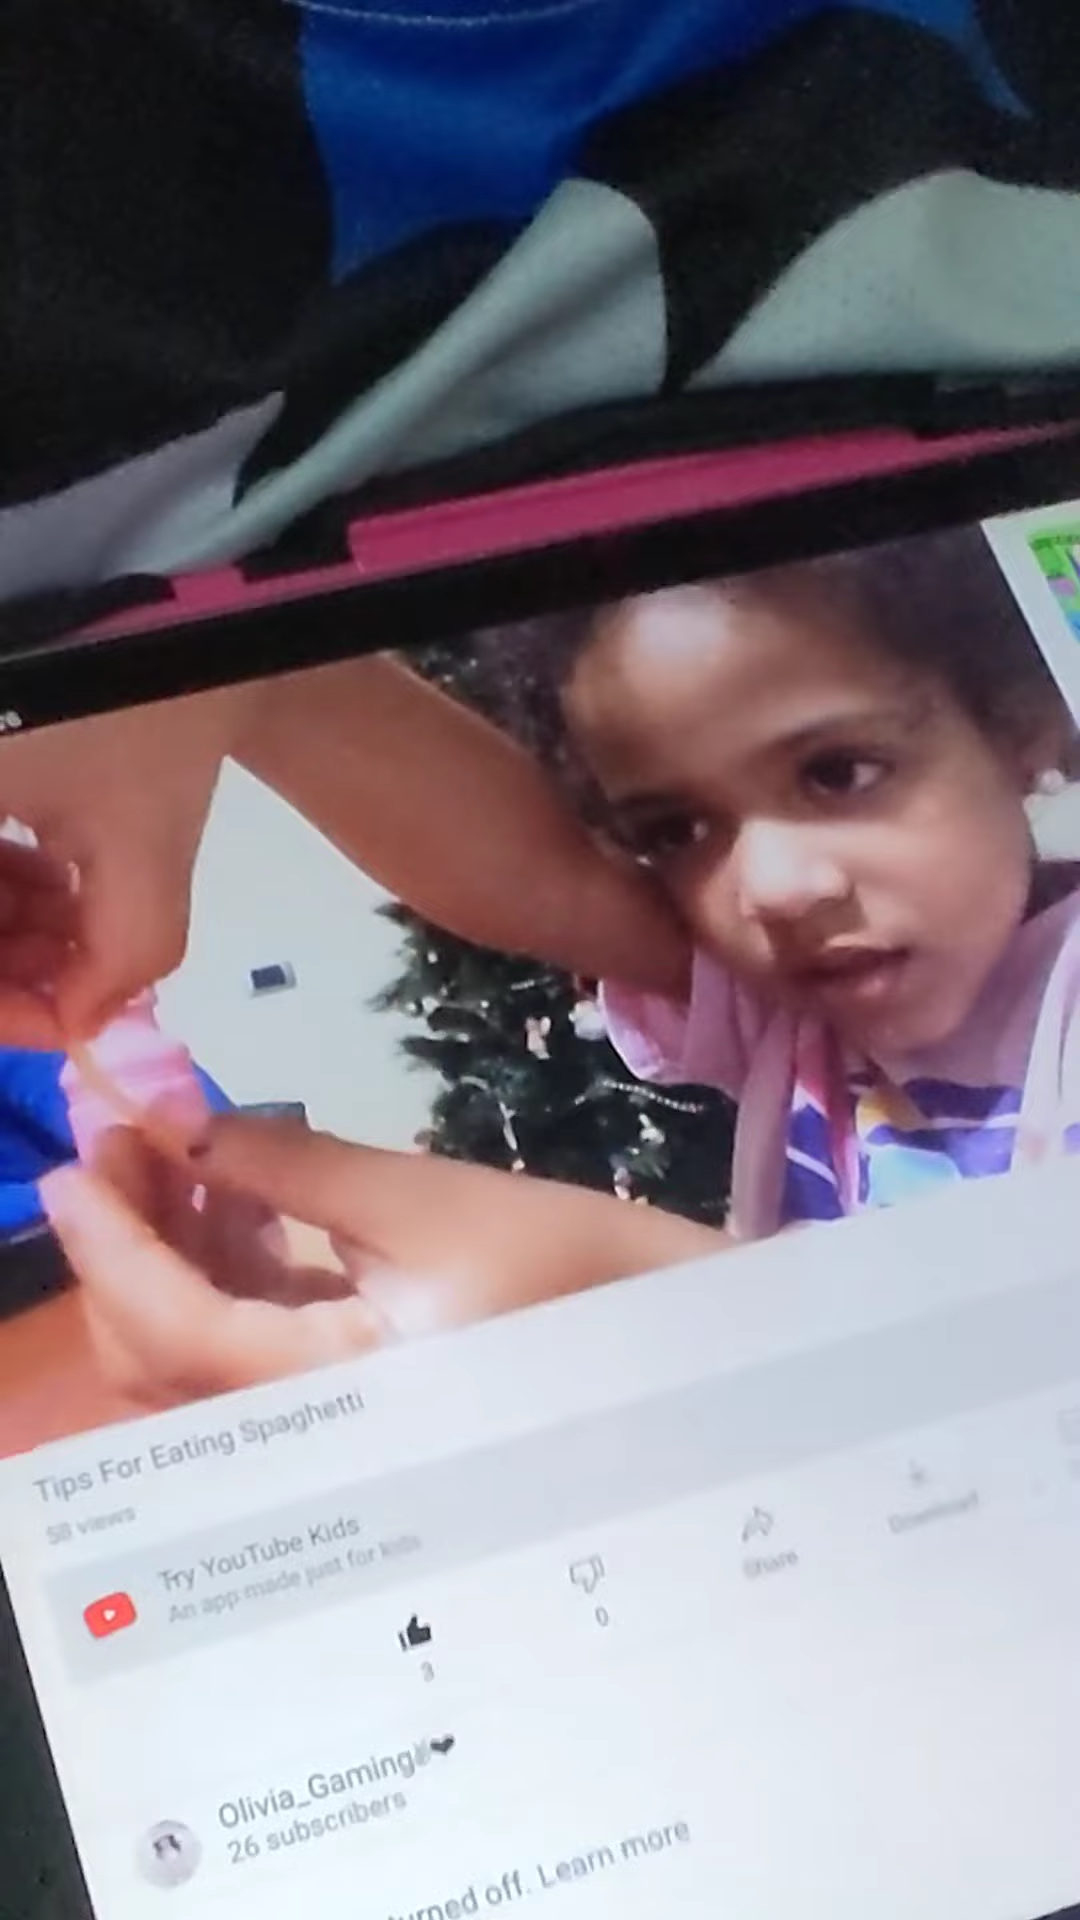 Tips For Eating Spaghetti
58 views
Try YouTube Kids
An app made just for kids
3
0
Share
Download
Olivia_Gaming✌❤
26 subscribers
turned off. Learn more